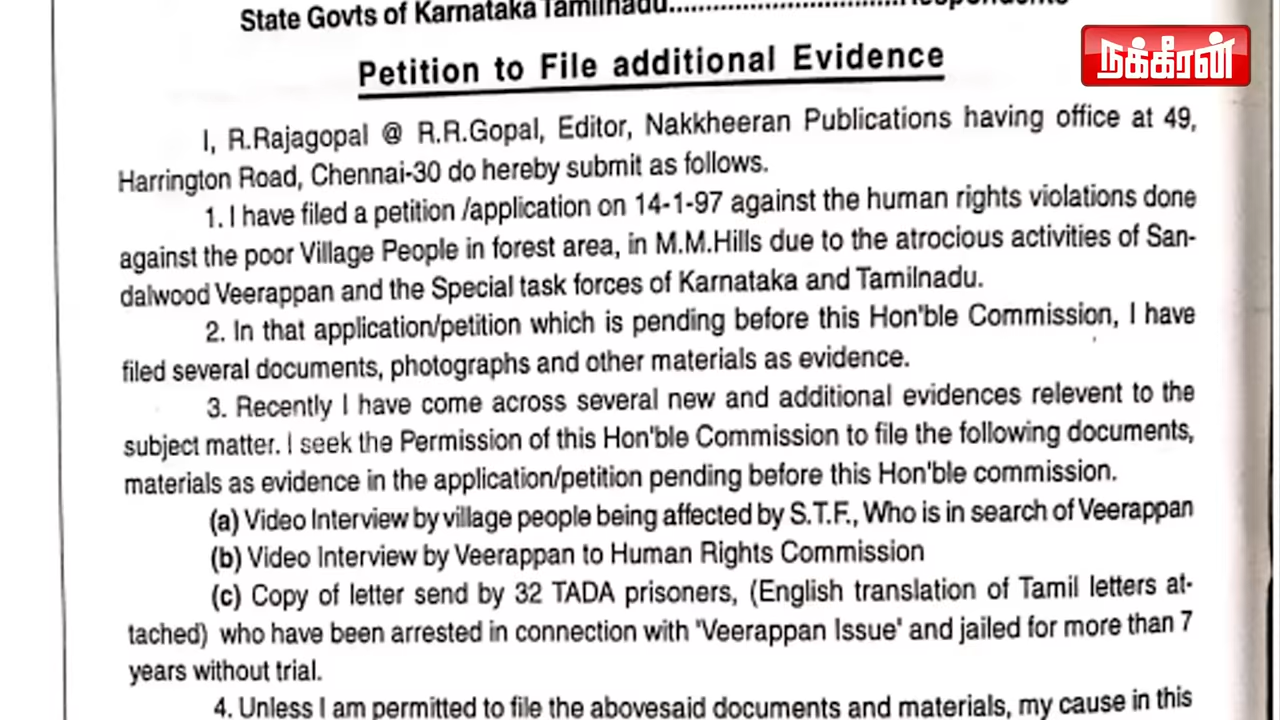 State Govts of Karnataka Tamilnadu................................Respondents
நக்கீரன்
Petition to File additional Evidence
I, R.Rajagopal @ R.R.Gopal, Editor, Nakkheeran Publications having office at 49,
Harrington Road, Chennai-30 do hereby submit as follows.
1. I have filed a petition /application on 14-1-97 against the human rights violations done
against the poor Village People in forest area, in M.M.Hills due to the atrocious activities of San-
dalwood Veerappan and the Special task forces of Karnataka and Tamilnadu.
2. In that application/petition which is pending before this Hon'ble Commission, I have
filed several documents, photographs and other materials as evidence.
3. Recently I have come across several new and additional evidences relevent to the
subject matter. I seek the Permission of this Hon'ble Commission to file the following documents,
materials as evidence in the application/petition pending before this Hon'ble commission.
(a) Video Interview by village people being affected by S.T.F., Who is in search of Veerappan
(b) Video Interview by Veerappan to Human Rights Commission
(c) Copy of letter send by 32 TADA prisoners, (English translation of Tamil letters at-
tached) who have been arrested in connection with 'Veerappan Issue' and jailed for more than 7
years without trial.
4. Unless I am permitted to file the abovesaid documents and materials, my cause in this